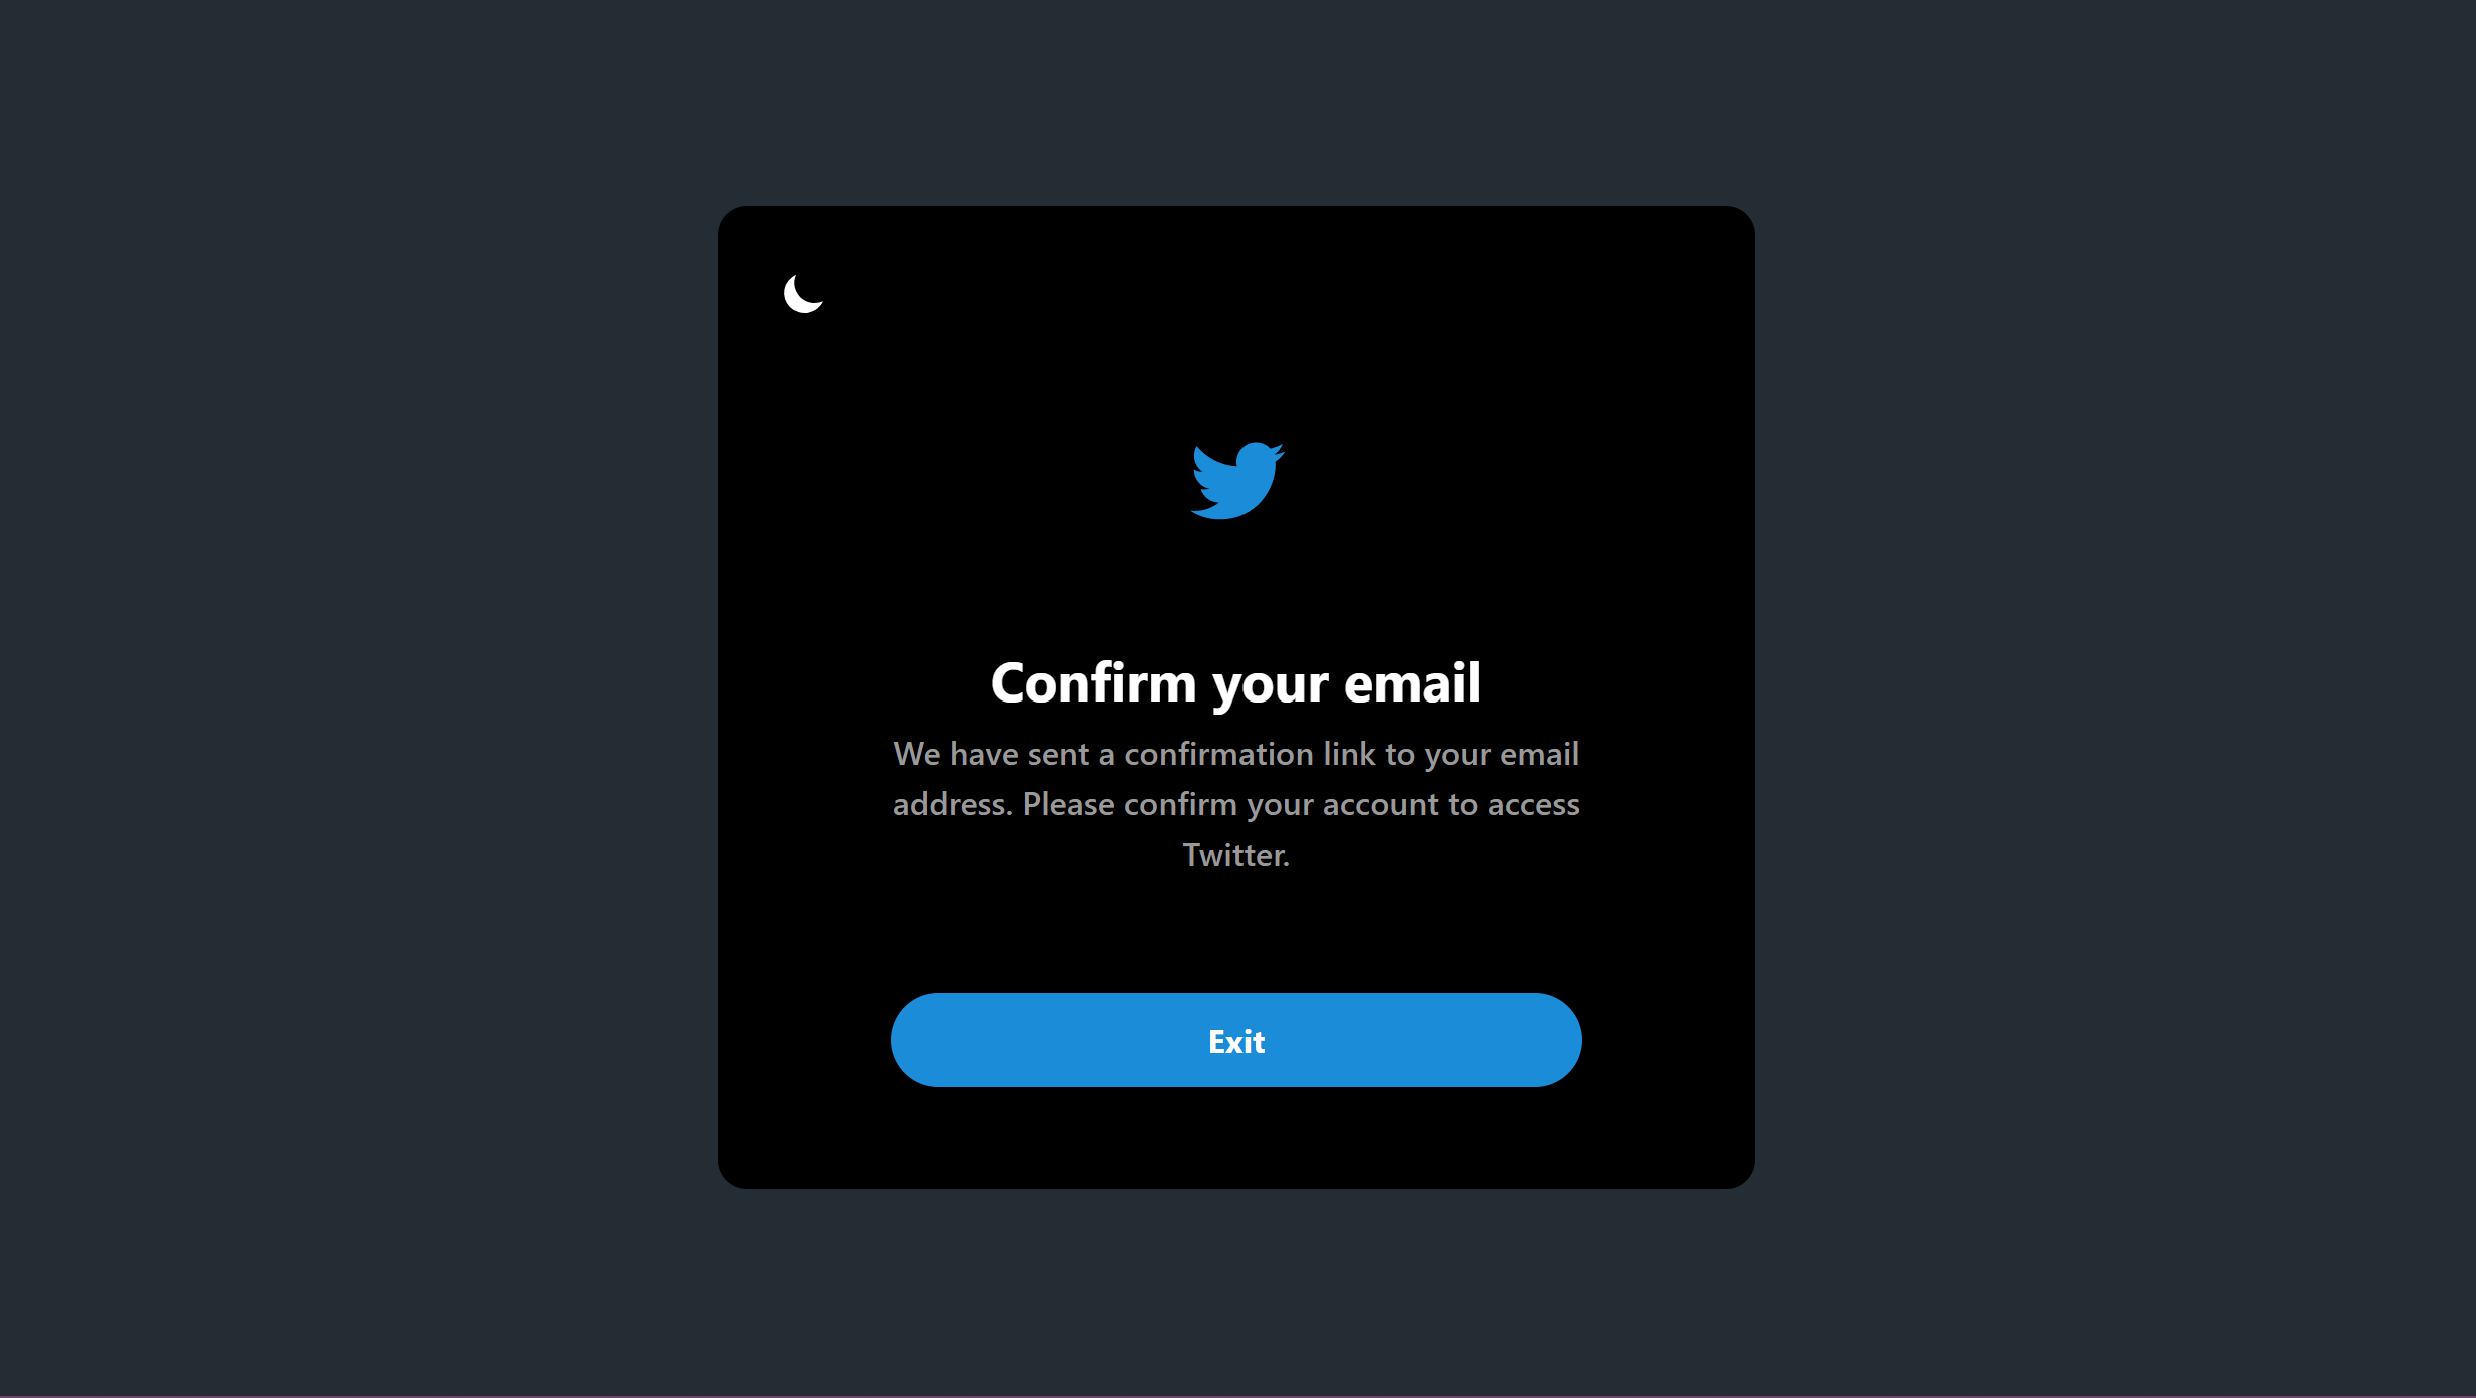 Confirm your email
We have sent a confirmation link to your email
address. Please confirm your account to access
Twitter.
Exit